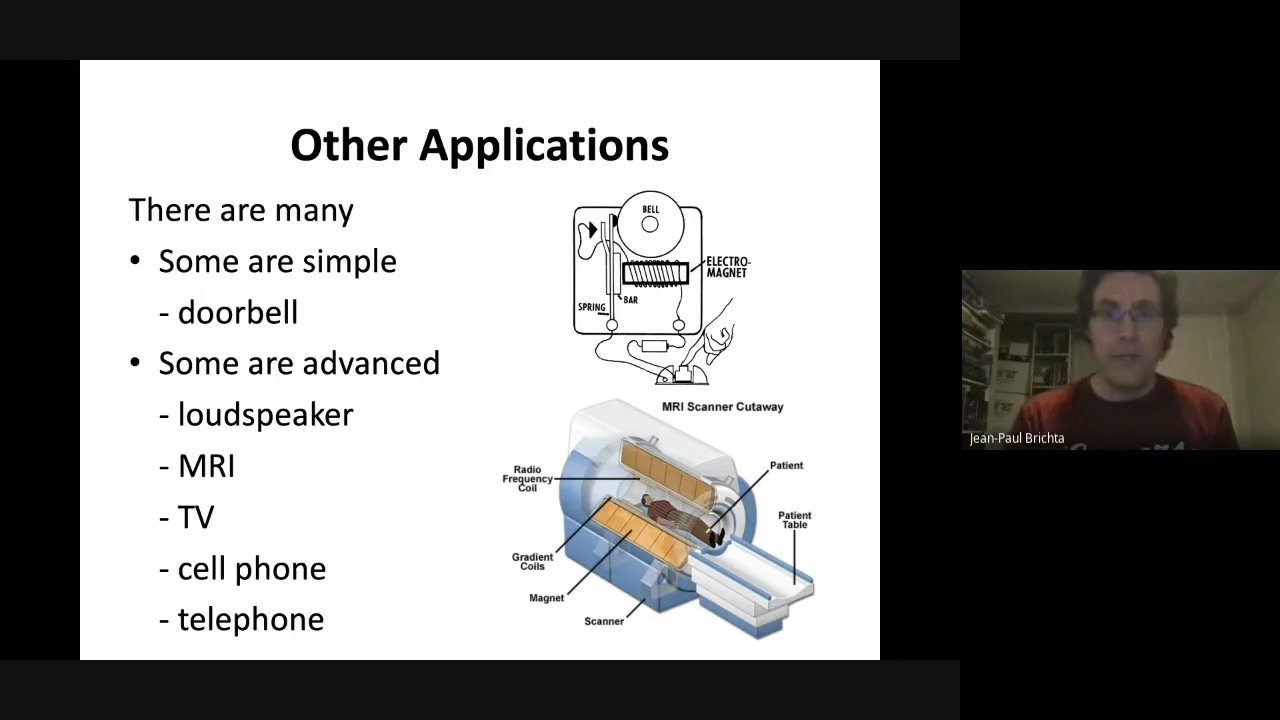 Other Applications
There are many
• Some are simple
- doorbell
• Some are advanced
- loudspeaker
- MRI
- TV
- cell phone
- telephone
BELL
ELECTRO-
MAGNET
BAR
SPRING
MRI Scanner Cutaway
Radio
Frequency
Coil
Patient
Patient
Table
Gradient
Coils
Magnet
Scanner
Jean-Paul Brichta